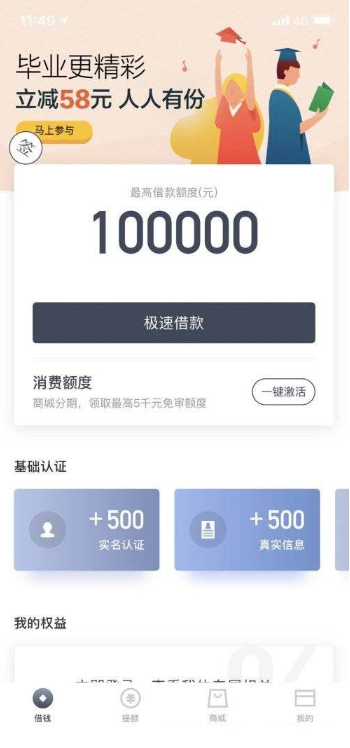 11:49
4G
毕业更精彩
立减58元 人人有份
马上参与
最高借款额度(元)
100000
极速借款
消费额度
商城分期，领取最高5千元免审额度
一键激活
基础认证
+500
实名认证
+500
真实信息
我的权益
借钱
提额
商城
我的